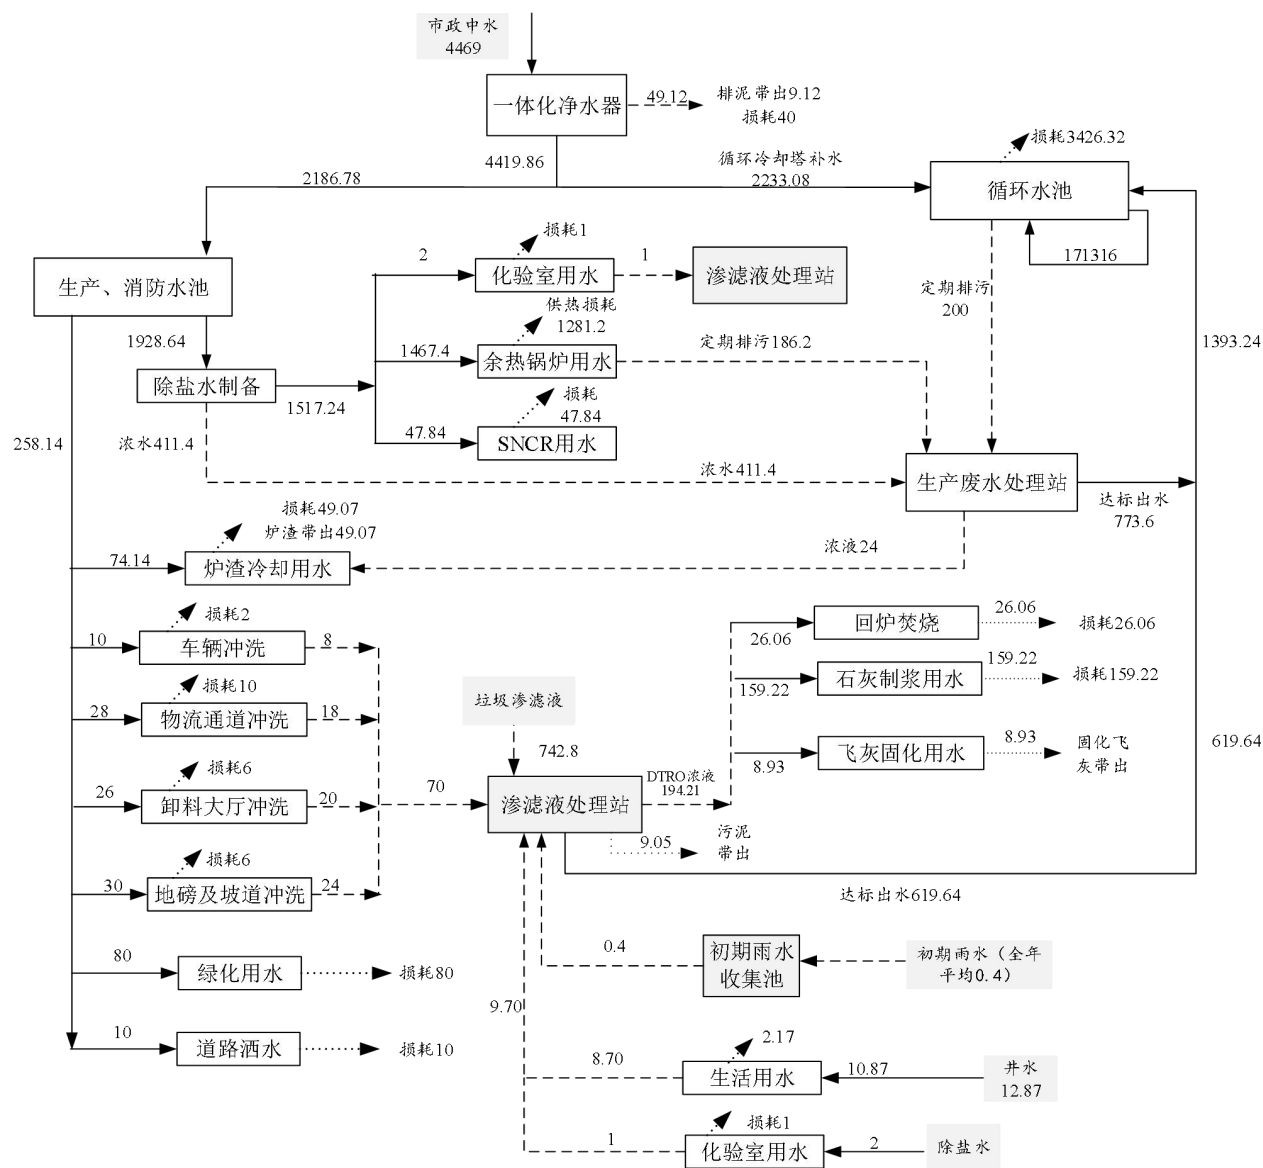 市政中水
4469
一体化净水器
49.12
排泥带出9.12
损耗40
4419.86
循环冷却塔补水
2233.08
2186.78
损耗3426.32
循环水池
171316
生产、消防水池
2
损耗1
化验室用水
1
渗滤液处理站
定期排污
200
1393.24
1928.64
供热损耗
1281.2
1467.4
余热锅炉用水
定期排污186.2
除盐水制备
1517.24
损耗
47.84
47.84
SNCR用水
258.14
浓水411.4
浓水411.4
生产废水处理站
达标出水
773.6
损耗49.07
炉渣带出49.07
浓液24
74.14
炉渣冷却用水
损耗2
10
车辆冲洗
8
26.06
回炉焚烧
26.06
损耗26.06
损耗10
28
物流通道冲洗
18
垃圾渗滤液
159.22
石灰制浆用水
159.22
损耗159.22
742.8
619.64
损耗6
26
卸料大厅冲洗
20
70
渗滤液处理站
DTRO浓液
194.21
8.93
飞灰固化用水
8.93
固化飞
灰带出
9.05
污泥
带出
损耗6
30
地磅及坡道冲洗
24
达标出水619.64
80
绿化用水
损耗80
0.4
初期雨水
收集池
初期雨水（全年
平均0.4）
9.70
10
道路洒水
损耗10
2.17
8.70
生活用水
10.87
井水
12.87
损耗1
1
化验室用水
2
除盐水